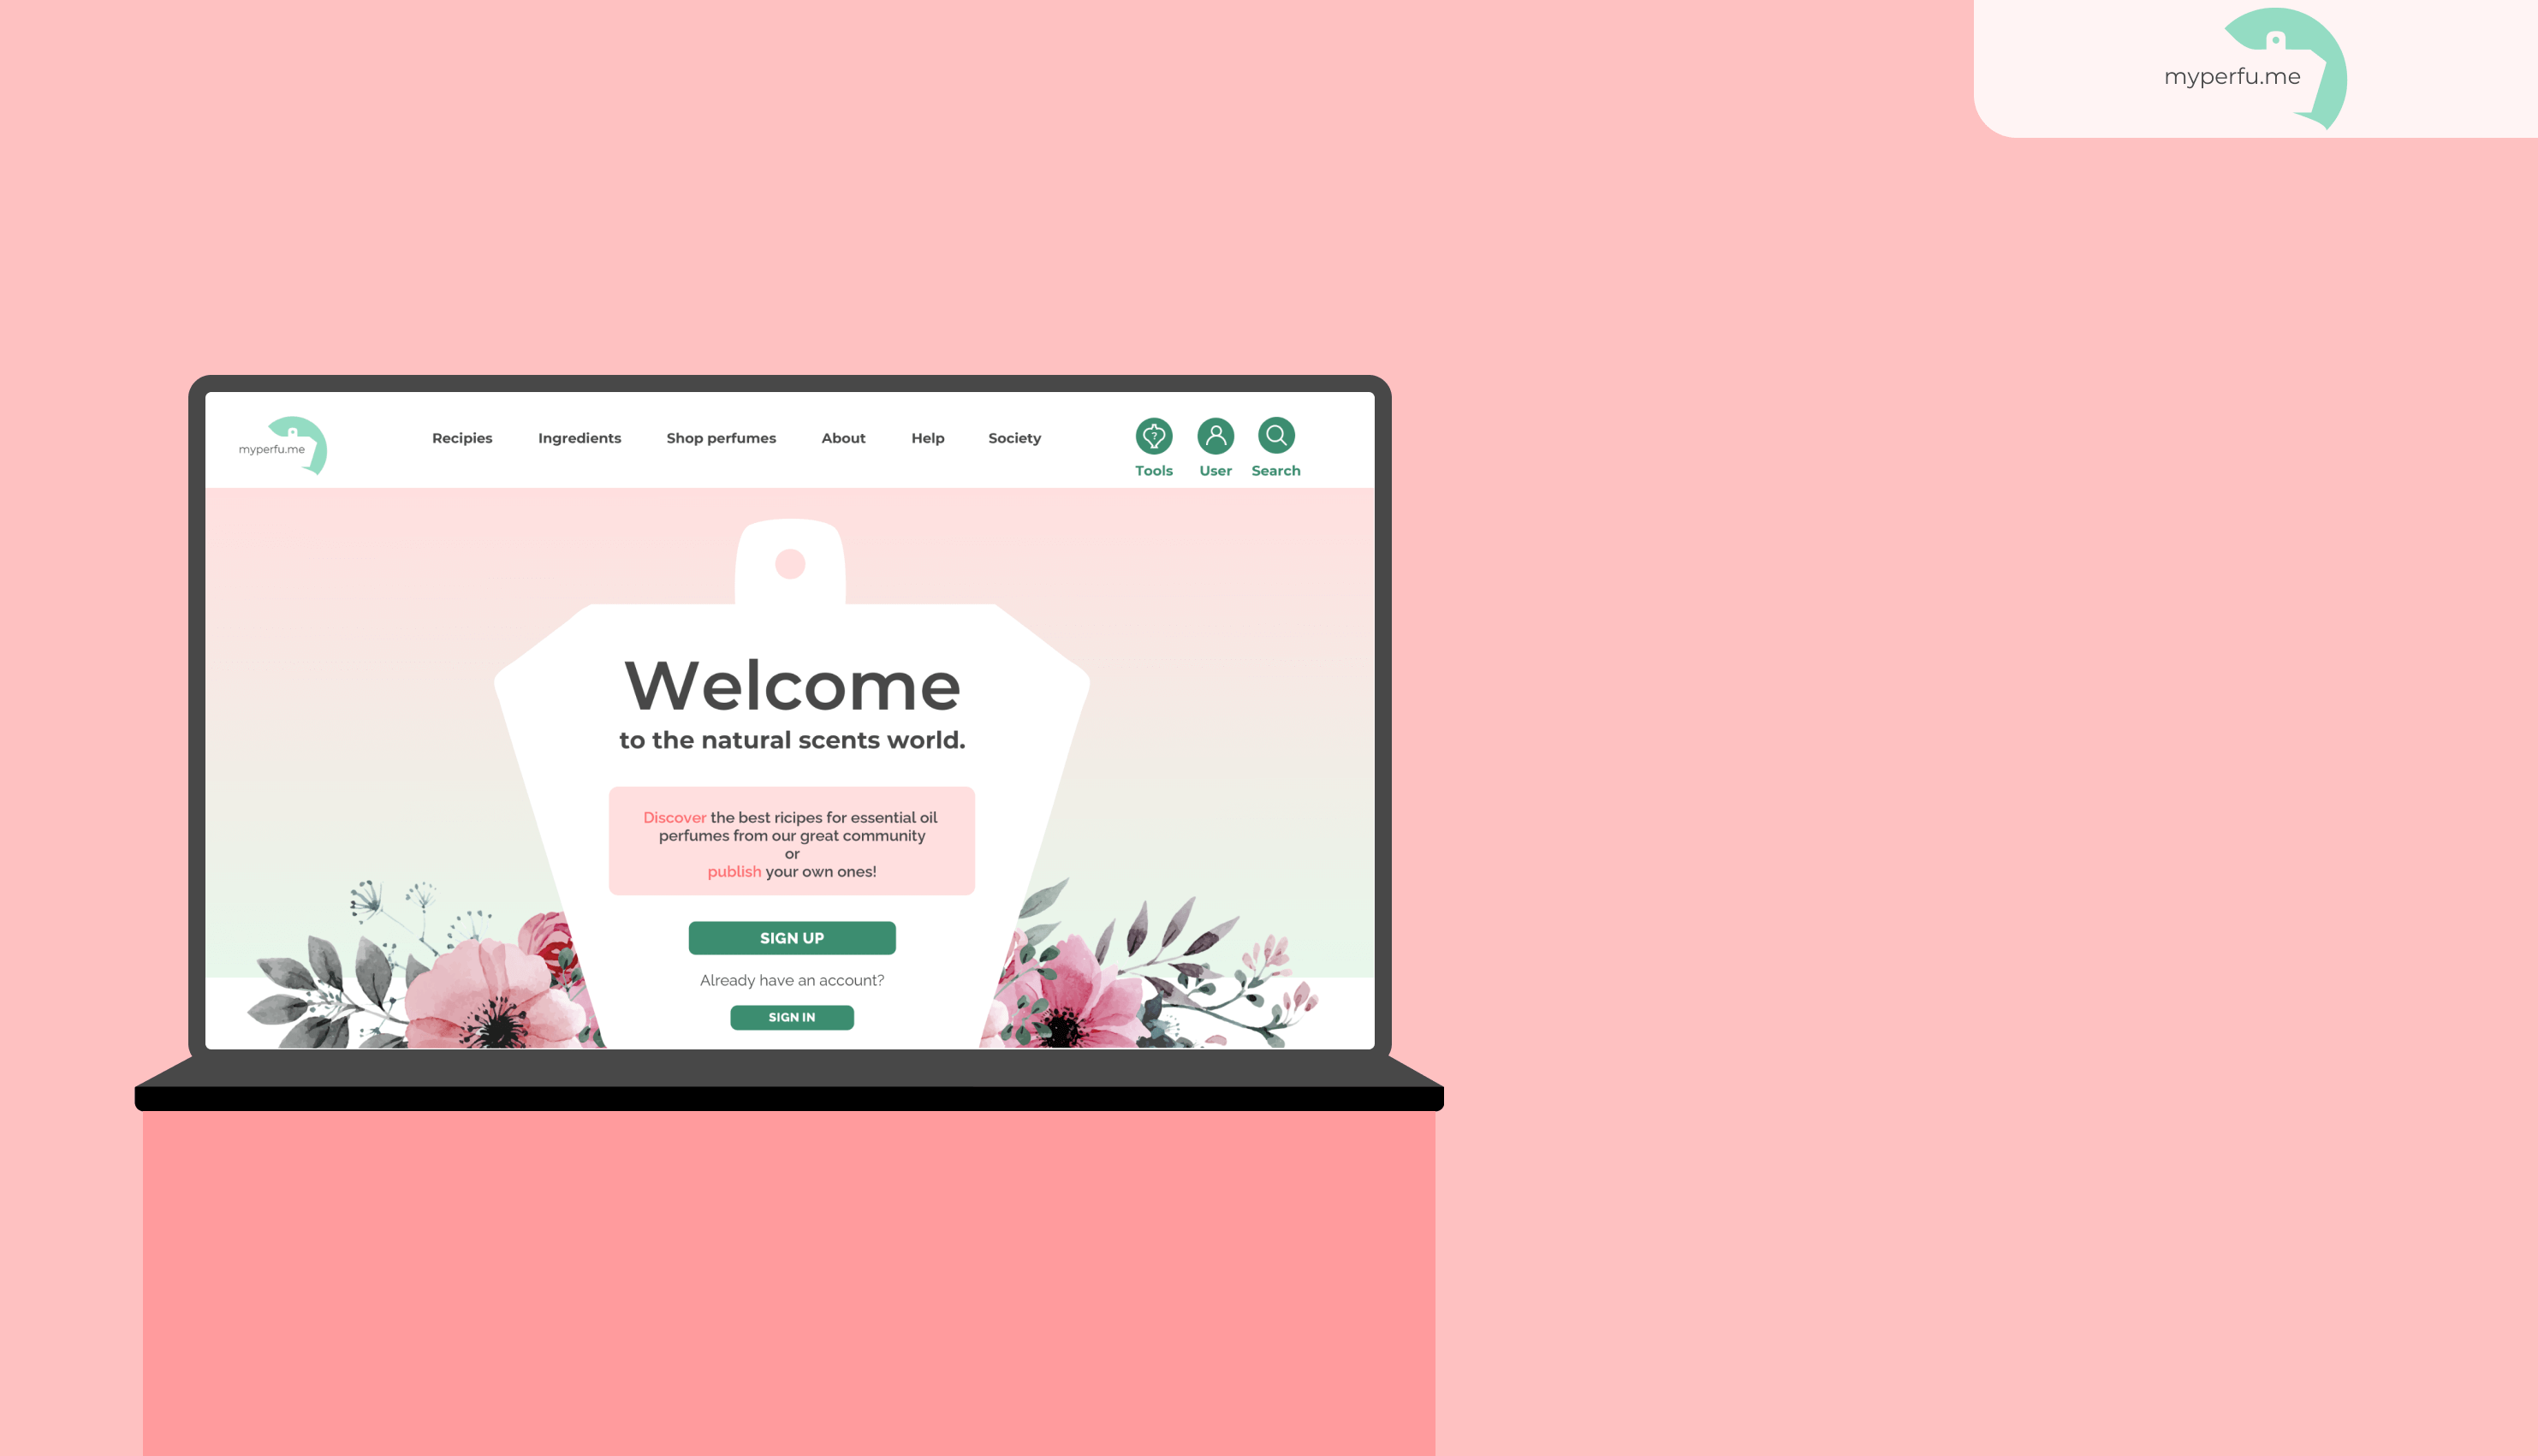 myperfu.me
myperfu.me
Recipies
Ingredients
Shop perfumes
About
Help
Society
?
Tools
User
Search
Welcome
to the natural scents world.
Discover the best ricipes for essential oil
perfumes from our great community
or
publish your own ones!
SIGN UP
Already have an account?
SIGN IN